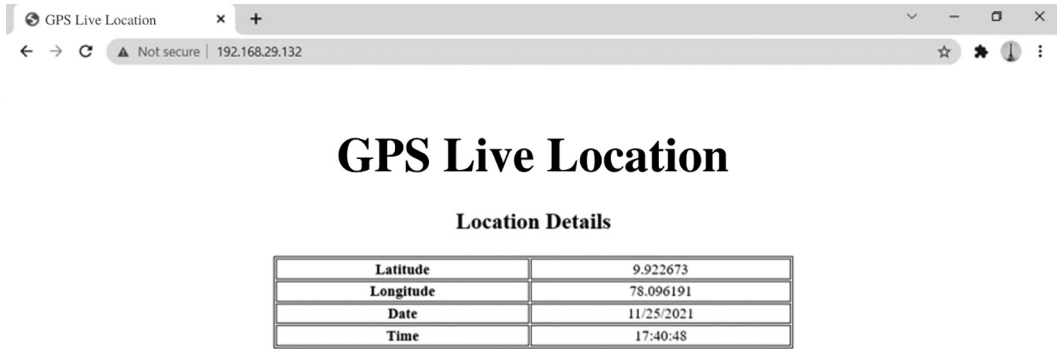 GPS Live Location
Not secure | 192.168.29.132
GPS Live Location
Location Details
Latitude 9.922673
Longitude 78.096191
Date 11/25/2021
Time 17:40:48